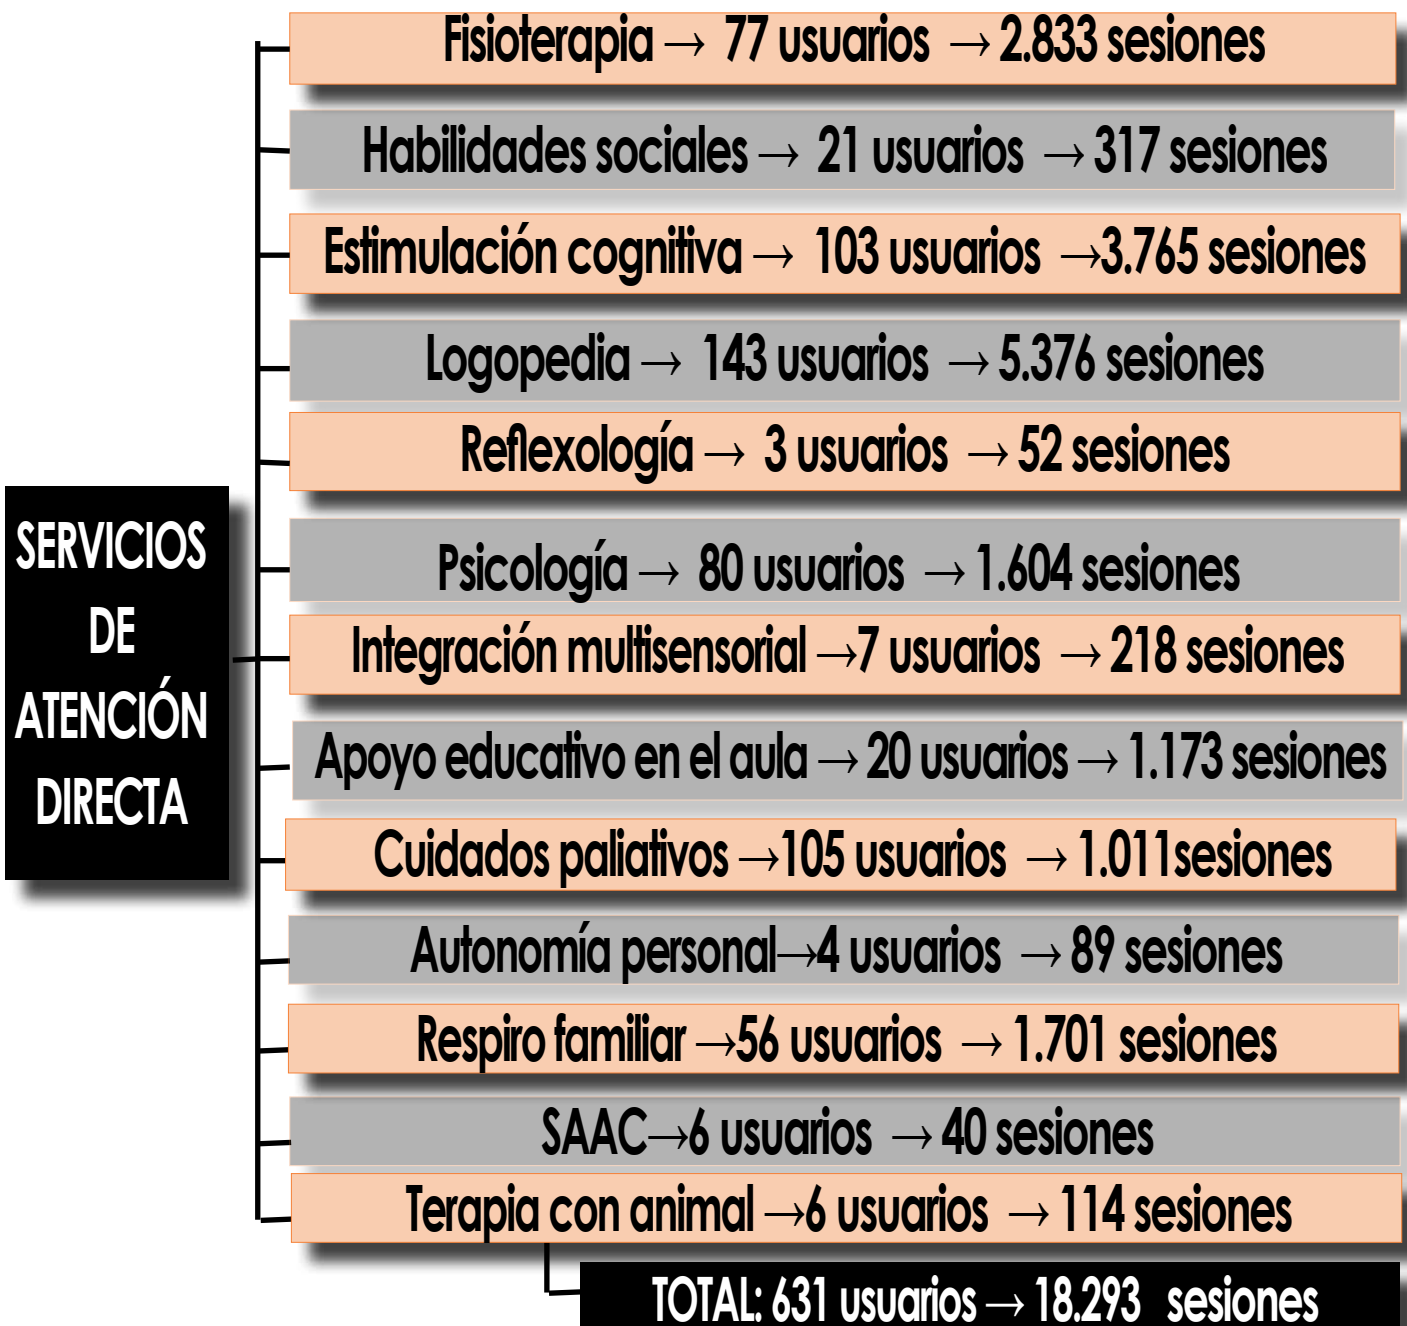 Fisioterapia → 77 usuarios → 2.833 sesiones
Habilidades sociales → 21 usuarios → 317 sesiones
Estimulación cognitiva → 103 usuarios →3.765 sesiones
Logopedia → 143 usuarios → 5.376 sesiones
Reflexología → 3 usuarios → 52 sesiones
SERVICIOS
DE
ATENCIÓN
DIRECTA
Psicología → 80 usuarios → 1.604 sesiones
Integración multisensorial →7 usuarios → 218 sesiones
Apoyo educativo en el aula → 20 usuarios → 1.173 sesiones
Cuidados paliativos →105 usuarios → 1.011sesiones
Autonomía personal→4 usuarios → 89 sesiones
Respiro familiar →56 usuarios → 1.701 sesiones
SAAC→6 usuarios → 40 sesiones
Terapia con animal →6 usuarios → 114 sesiones
TOTAL: 631 usuarios → 18.293 sesiones